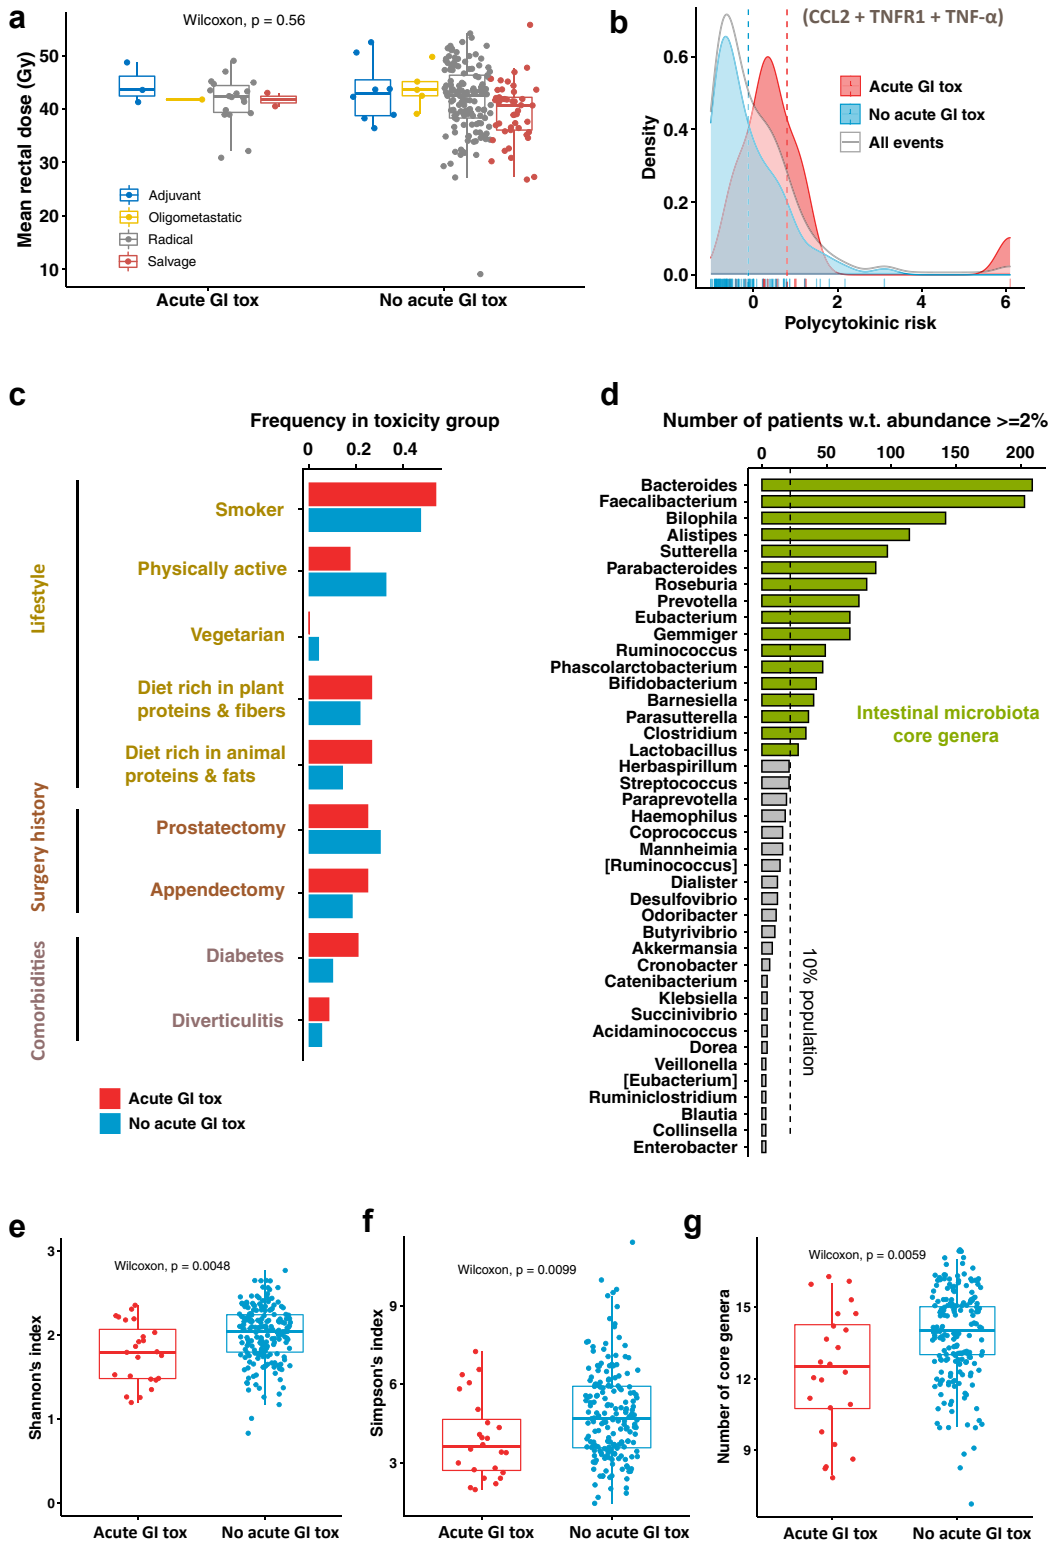 a
Wilcoxon, p = 0.56
Mean rectal dose (Gy)
50
40
30
20
10
Adjuvant
Oligometastatic
Radical
Salvage
Acute GI tox
No acute GI tox
b
(CCL2 + TNFR1 + TNF-α)
Density
0.6
0.4
0.2
0.0
Acute GI tox
No acute GI tox
All events
0
2
4
6
Polycytokinic risk
c
Frequency in toxicity group
0
0.2
0.4
Lifestyle
Smoker
Physically active
Vegetarian
Diet rich in plant
proteins & fibers
Diet rich in animal
proteins & fats
Surgery history
Prostatectomy
Appendectomy
Comorbidities
Diabetes
Diverticulitis
Acute GI tox
No acute GI tox
d
Number of patients w.t. abundance >=2%
0
50
100
150
200
Bacteroides
Faecalibacterium
Bilophila
Alistipes
Sutterella
Parabacteroides
Roseburia
Prevotella
Eubacterium
Gemmiger
Ruminococcus
Phascolarctobacterium
Bifidobacterium
Barnesiella
Parasutterella
Clostridium
Lactobacillus
Herbaspirillum
Streptococcus
Paraprevotella
Haemophilus
Coprococcus
Mannheimia
[Ruminococcus]
Dialister
Desulfovibrio
Odoribacter
Butyrivibrio
Akkermansia
Cronobacter
Catenibacterium
Klebsiella
Succinivibrio
Acidaminococcus
Dorea
Veillonella
[Eubacterium]
Ruminiclostridium
Blautia
Collinsella
Enterobacter
Intestinal microbiota
core genera
10% population
e
Wilcoxon, p = 0.0048
Shannon's index
3
2
1
0
Acute GI tox
No acute GI tox
f
Wilcoxon, p = 0.0099
Simpson's index
9
6
3
Acute GI tox
No acute GI tox
g
Wilcoxon, p = 0.0059
Number of core genera
15
12
9
Acute GI tox
No acute GI tox